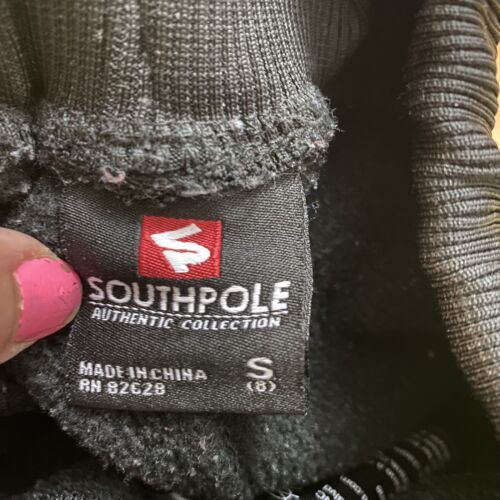 SOUTHPOLE
AUTHENTIC COLLECTION
MADE IN CHINA
RN 82628
S
(8)